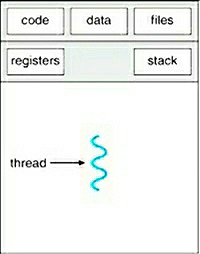 code data files
registers stack
thread